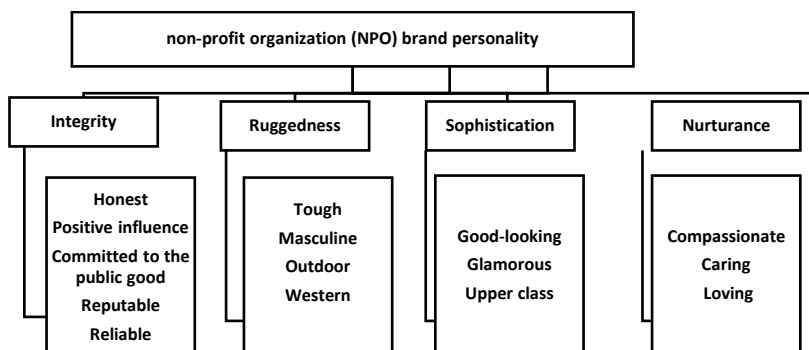 non-profit organization (NPO) brand personality
Integrity
Ruggedness
Sophistication
Nurturance
Honest
Positive influence
Committed to the
public good
Reputable
Reliable
Tough
Masculine
Outdoor
Western
Good-looking
Glamorous
Upper class
Compassionate
Caring
Loving